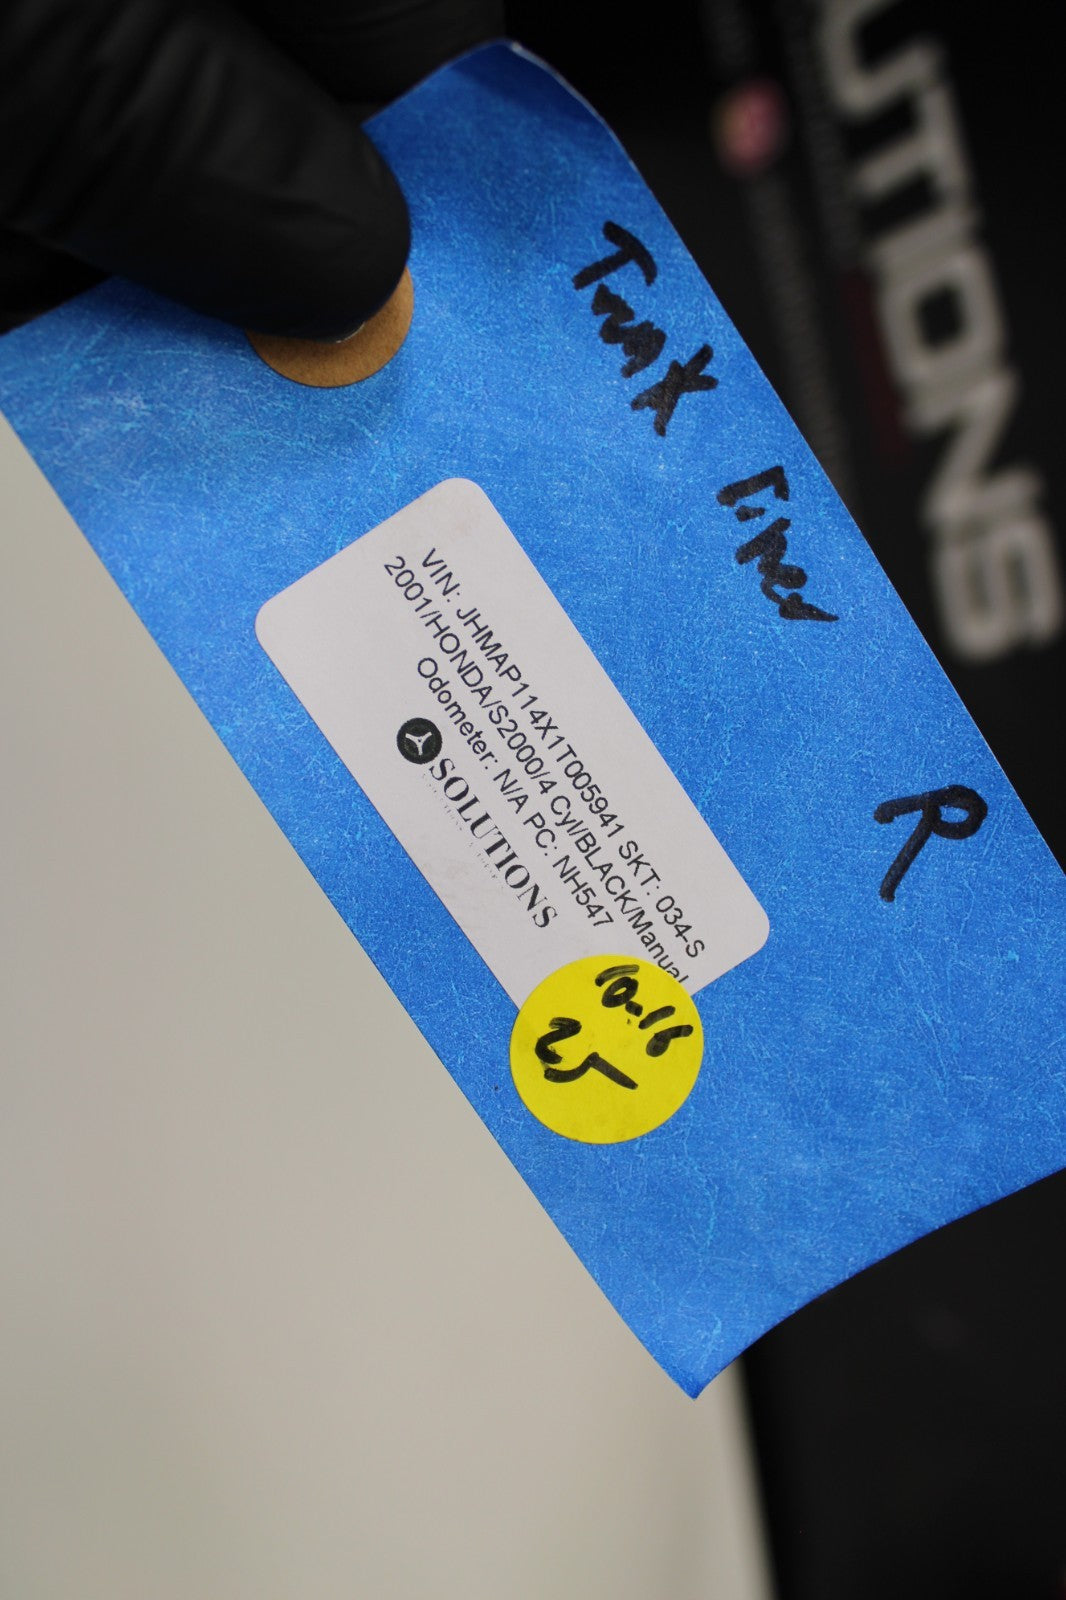 Trunk liner
R
VIN: JHMAP114X1T005941 SKT: 034-S
2001/HONDA/S2000/4 Cyl/BLACK/Manual
Odometer: N/A PC: NH547
SOLUTIONS
10-16
25
UTIONS